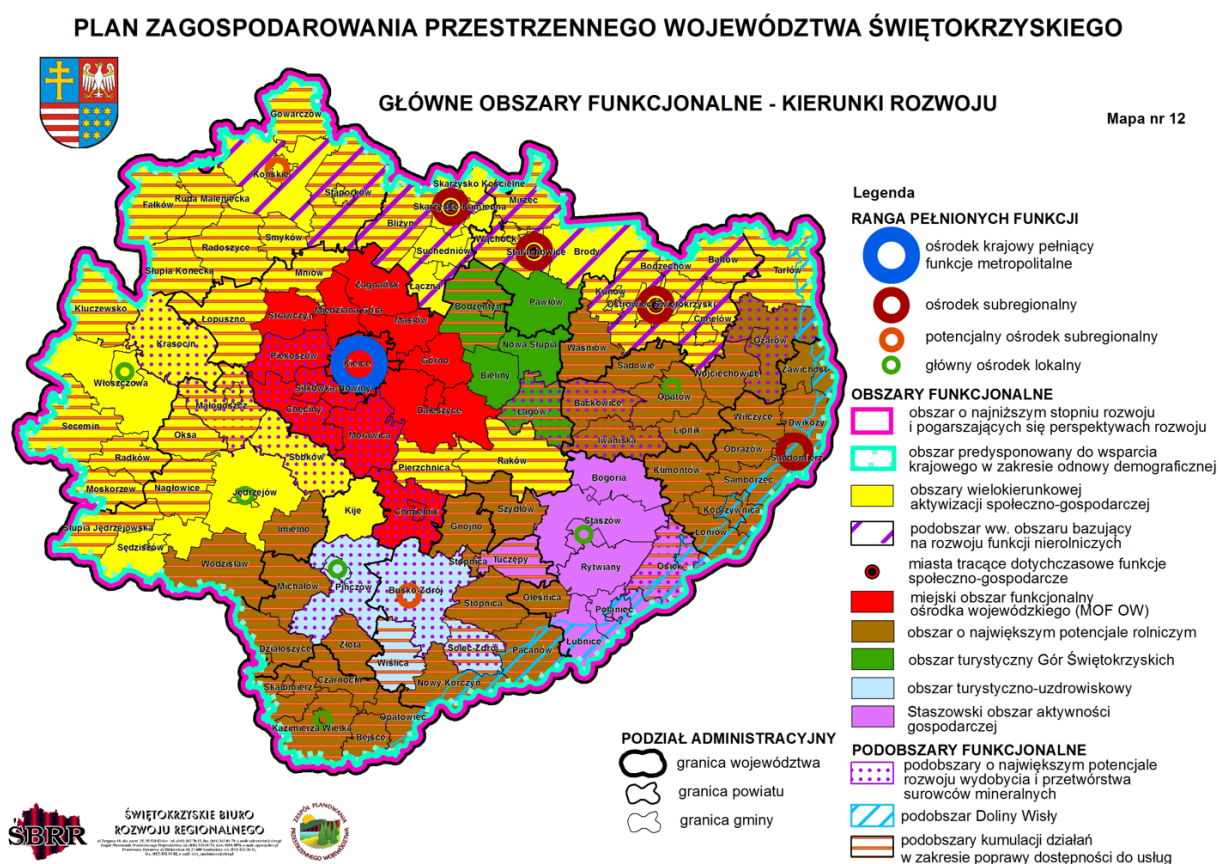 PLAN ZAGOSPODAROWANIA PRZESTRZENNEGO WOJEWÓDZTWA ŚWIĘTOKRZYSKIEGO
GŁÓWNE OBSZARY FUNKCJONALNE - KIERUNKI ROZWOJU
Mapa nr 12
Gowarczów
Końskie
Stąporków
Fałków
Ruda Maleniecka
Smyków
Radoszyce
Słupia Konecka
Skarżysko Kościelne
Skarżysko-Kamienna
Mirzec
Bliżyn
Suchedniów
Wąchock
Starachowice
Brody
Łączna
Mniów
Zagnańsk
Bodzechów
Bałtów
Tarłów
Kunów
Ostrowiec Świętokrzyski
Ćmielów
Kluczewsko
Łopuszno
Strawczyn
Miedziana Góra
Masłów
Bodzentyn
Pawłów
Krasocin
Piekoszów
Kielce
Górno
Nowa Słupia
Waśniów
Sadowie
Ożarów
Zawichost
Wojciechowice
Włoszczowa
Małogoszcz
Sitkówka-Nowiny
Chęciny
Daleszyce
Bieliny
Łagów
Baćkowice
Opatów
Wilczyce
Dwikozy
Secemin
Oksa
Morawica
Iwaniska
Lipnik
Obrazów
Sandomierz
Radków
Sobków
Pierzchnica
Raków
Klimontów
Samborzec
Moskorzew
Nagłowice
Jędrzejów
Kije
Chmielnik
Bogoria
Koprzywnica
Słupia Jędrzejowska
Sędziszów
Imielno
Gnojno
Szydłów
Staszów
Łoniów
Wodzisław
Michałów
Pińczów
Busko-Zdrój
Stopnica
Tuczępy
Rytwiany
Osiek
Stopnica
Oleśnica
Połaniec
Łubnice
Działoszyce
Złota
Wiślica
Solec-Zdrój
Pacanów
Skalbmierz
Czarnocin
Nowy Korczyn
Kazimierza Wielka
Opatowiec
Bejsce
Legenda
RANGA PEŁNIONYCH FUNKCJI
ośrodek krajowy pełniący
funkcje metropolitalne
ośrodek subregionalny
potencjalny ośrodek subregionalny
główny ośrodek lokalny
OBSZARY FUNKCJONALNE
obszar o najniższym stopniu rozwoju
i pogarszających się perspektywach rozwoju
obszar predysponowany do wsparcia
krajowego w zakresie odnowy demograficznej
obszary wielokierunkowej
aktywizacji społeczno-gospodarczej
podobszar ww. obszaru bazujący
na rozwoju funkcji nierolniczych
miasta tracące dotychczasowe funkcje
społeczno-gospodarcze
miejski obszar funkcjonalny
ośrodka wojewódzkiego (MOF OW)
obszar o największym potencjale rolniczym
obszar turystyczny Gór Świętokrzyskich
obszar turystyczno-uzdrowiskowy
Staszowski obszar aktywności
gospodarczej
PODOBSZARY FUNKCJONALNE
podobszary o największym potencjale
rozwoju wydobycia i przetwórstwa
surowców mineralnych
podobszar Doliny Wisły
podobszary kumulacji działań
w zakresie poprawy dostępności do usług
PODZIAŁ ADMINISTRACYJNY
granica województwa
granica powiatu
granica gminy
SBRR
ŚWIĘTOKRZYSKIE BIURO
ROZWOJU REGIONALNEGO
ZESPÓŁ PLANOWANIA
PRZESTRZENNEGO WOJEWÓDZTWA